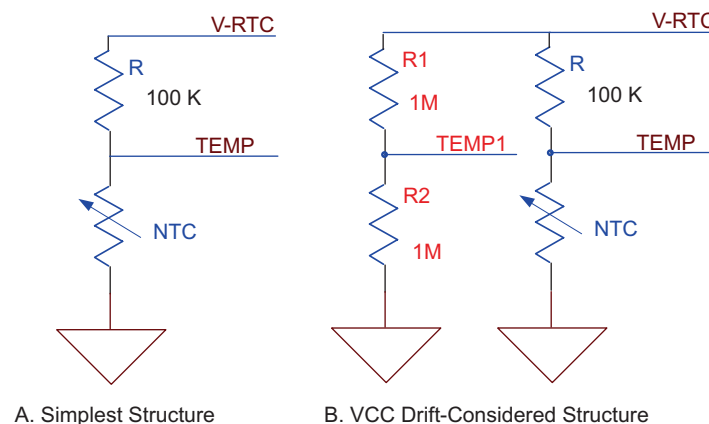 V-RTC
R
100 K
TEMP
NTC
A. Simplest Structure
V-RTC
R1
1M
R
100 K
TEMP1
TEMP
R2
1M
NTC
B. VCC Drift-Considered Structure